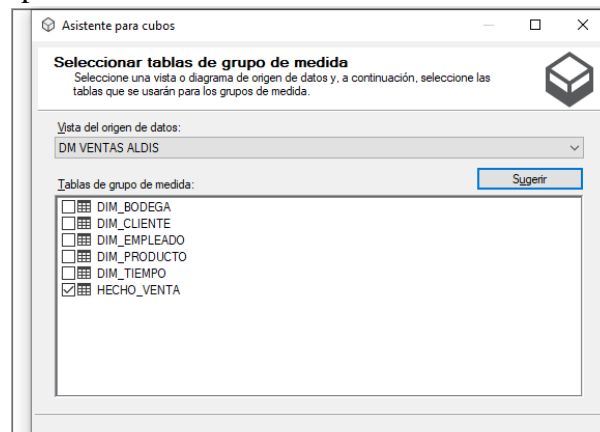 Asistente para cubos
Seleccionar tablas de grupo de medida
Seleccione una vista o diagrama de origen de datos y, a continuación, seleccione las
tablas que se usarán para los grupos de medida.
Vista del origen de datos:
DM VENTAS ALDIS
Sugerir
Tablas de grupo de medida:
DIM_BODEGA
DIM_CLIENTE
DIM_EMPLEADO
DIM_PRODUCTO
DIM_TIEMPO
HECHO_VENTA